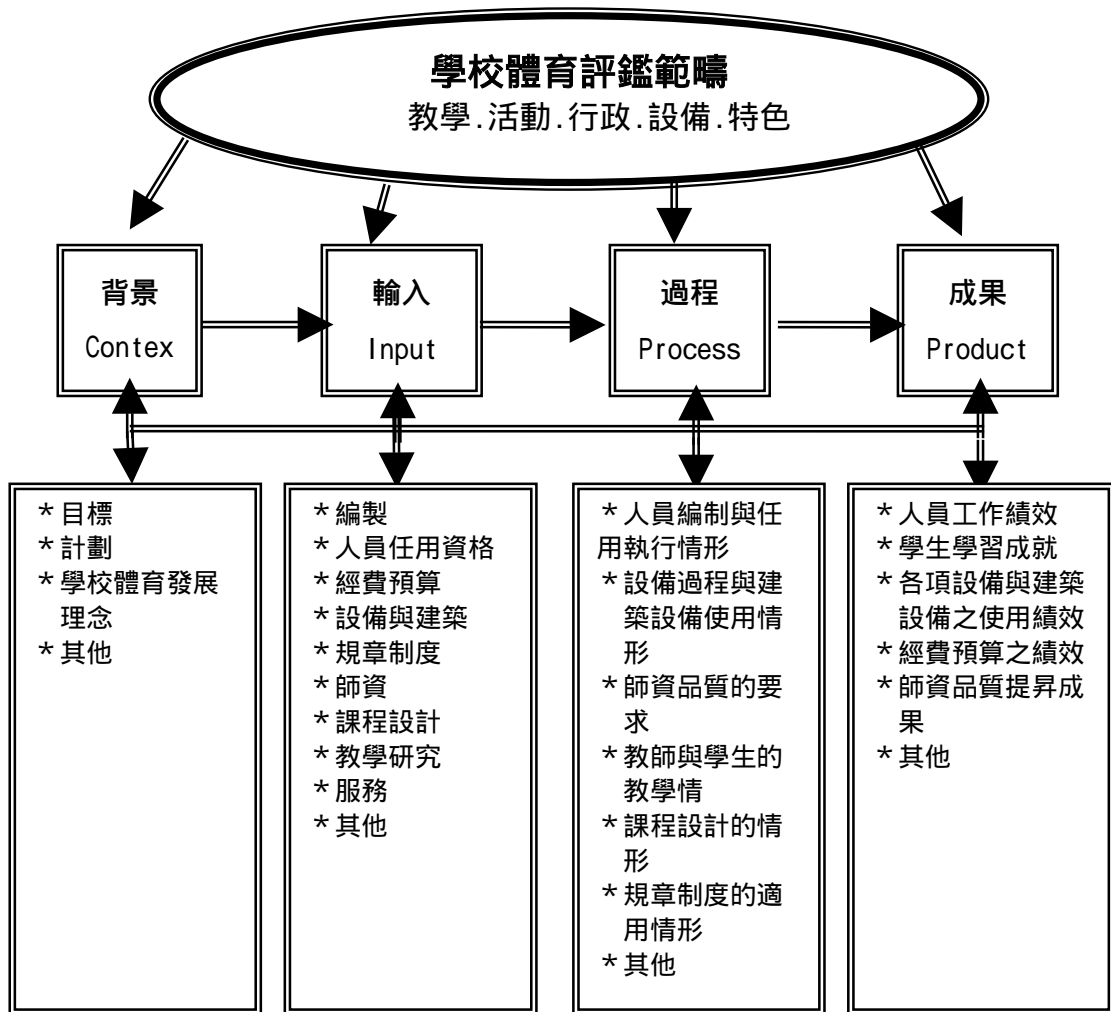 學校體育評鑑範疇
教學.活動.行政.設備.特色
背景
Contex
輸入
Input
過程
Process
成果
Product
*目標
*計劃
*學校體育發展
理念
*其他
*編製
*人員任用資格
*經費預算
*設備與建築
*規章制度
*師資
*課程設計
*教學研究
*服務
*其他
*人員編制與任
用執行情形
*設備過程與建
築設備使用情
形
*師資品質的要
求
*教師與學生的
教學情
*課程設計的情
形
*規章制度的適
用情形
*其他
*人員工作績效
*學生學習成就
*各項設備與建築
設備之使用績效
*經費預算之績效
*師資品質提昇成
果
*其他